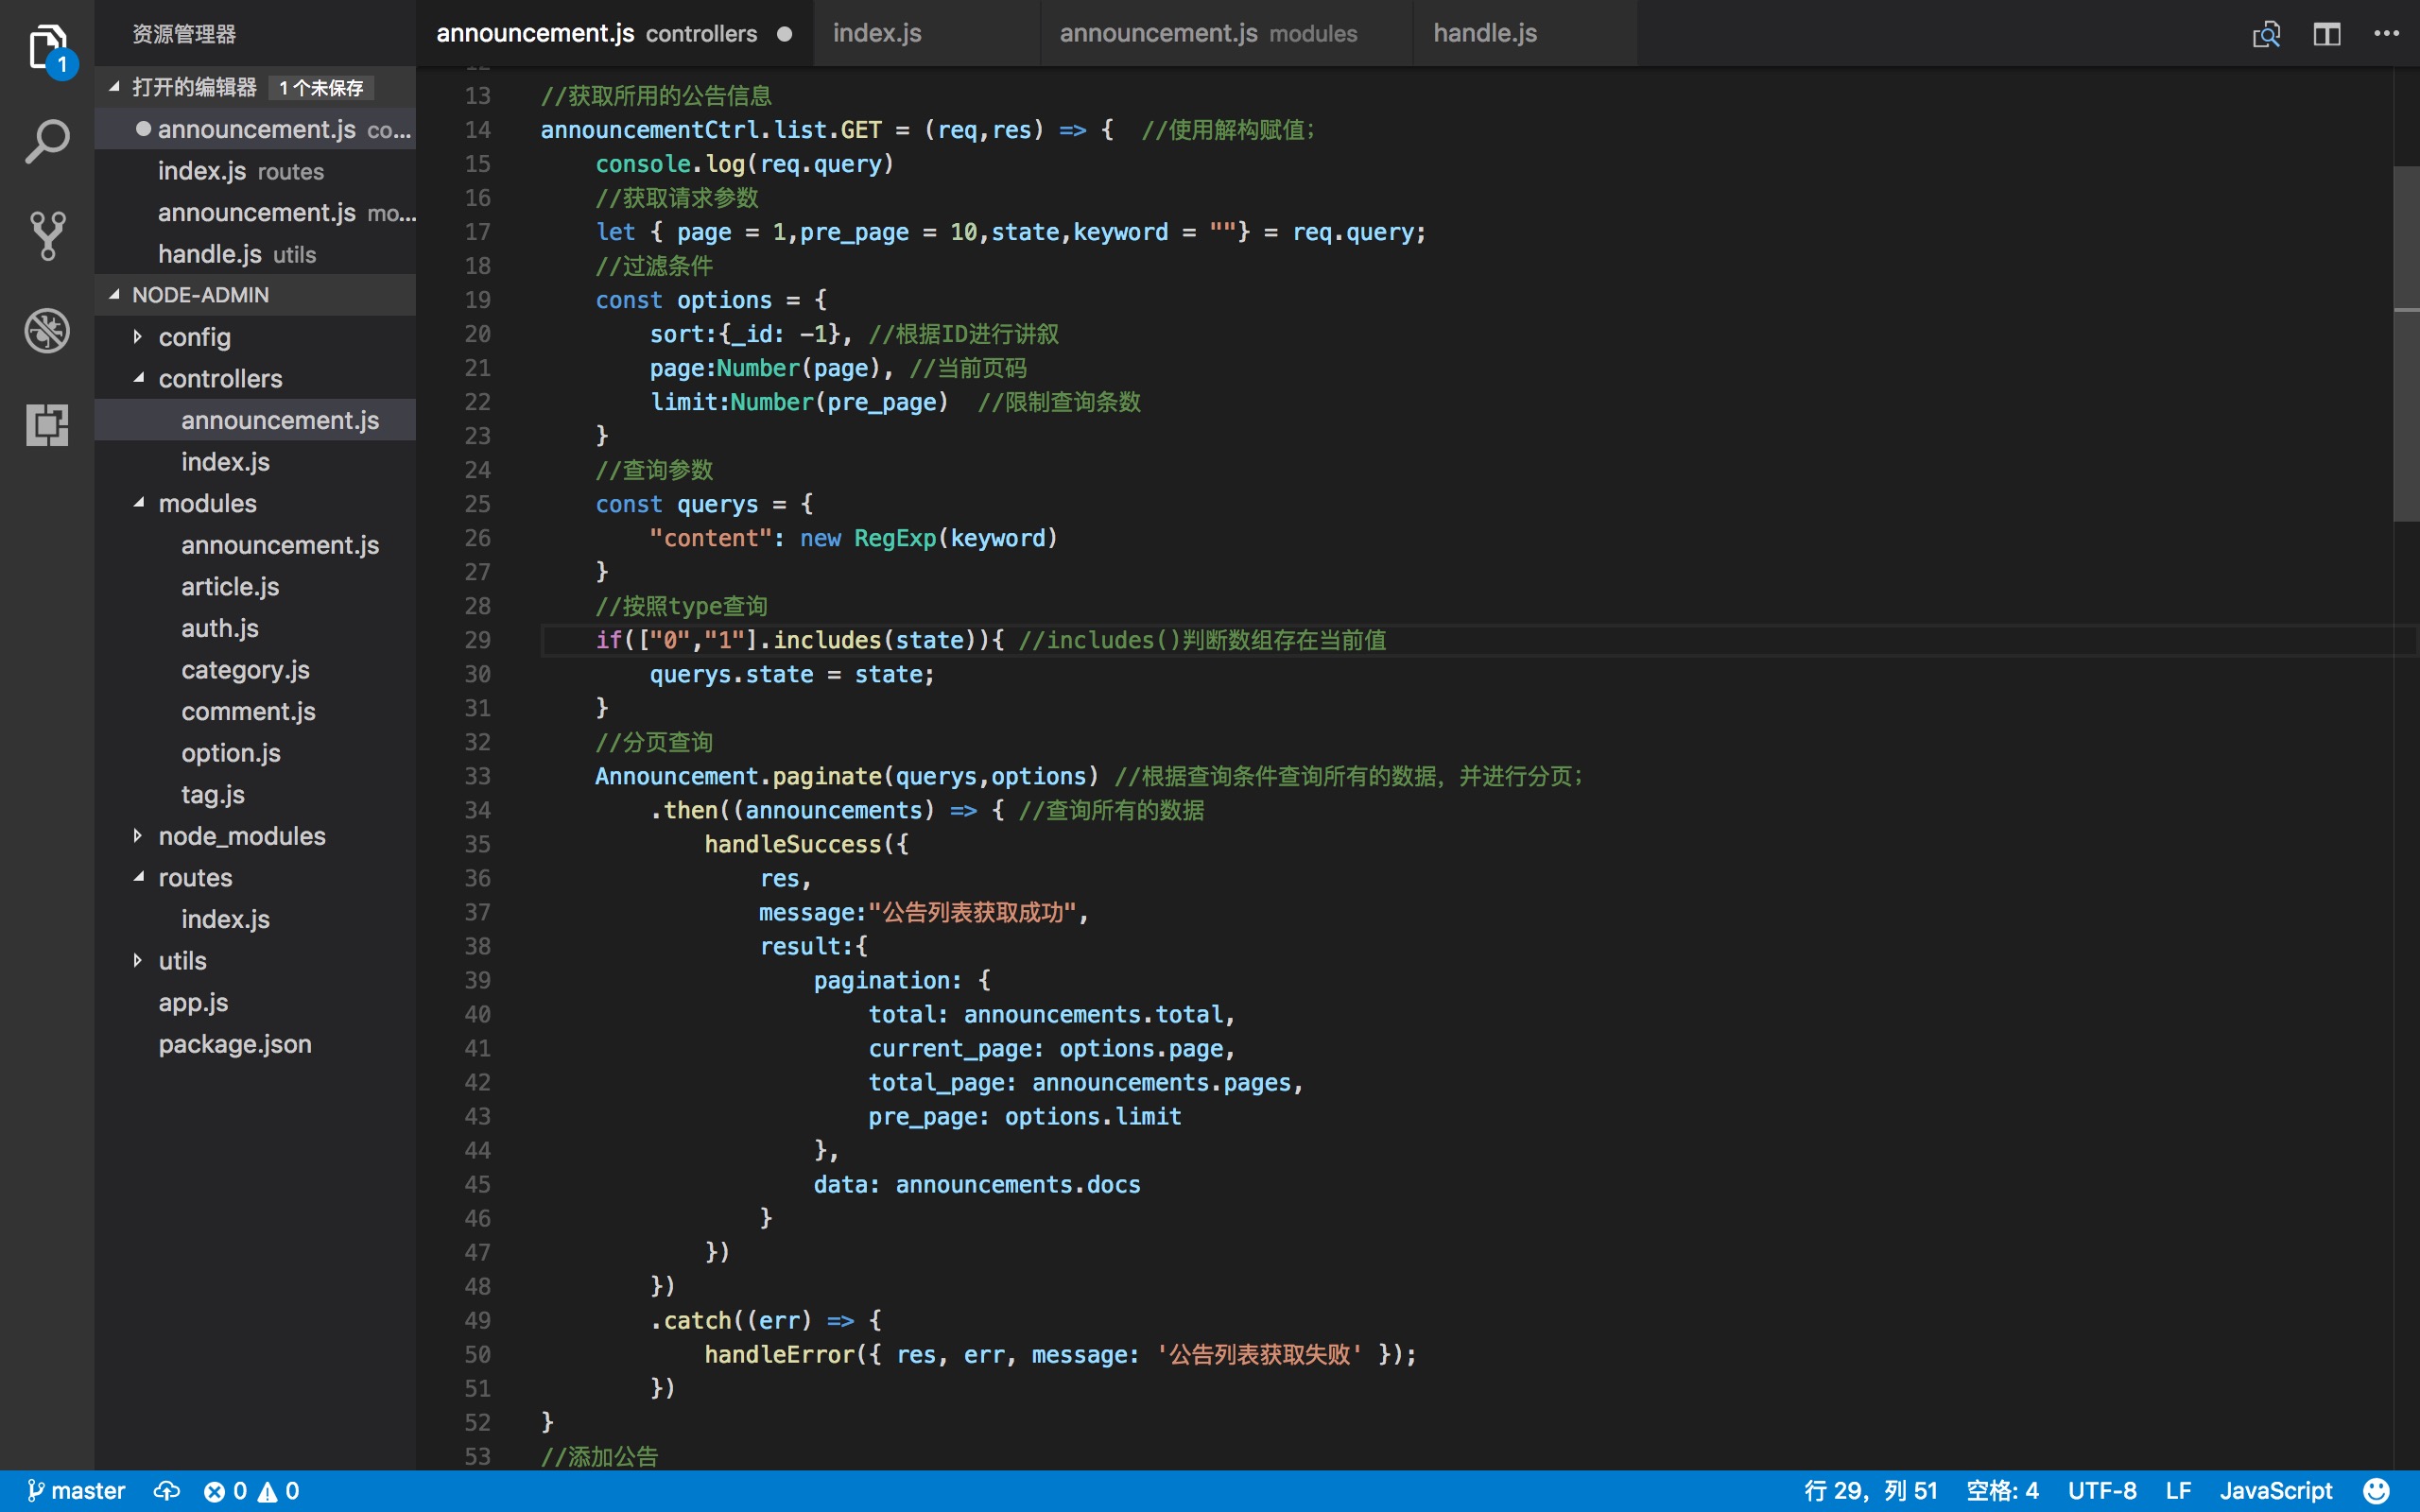 资源管理器
打开的编辑器 1 个未保存
announcement.js co...
index.js routes
announcement.js mo...
handle.js utils
NODE-ADMIN
config
controllers
announcement.js
index.js
modules
announcement.js
article.js
auth.js
category.js
comment.js
option.js
tag.js
node_modules
routes
index.js
utils
app.js
package.json
1
announcement.js controllers
index.js
announcement.js modules
handle.js
12
13 //获取所用的公告信息
14 announcementCtrl.list.GET = (req,res) => {  //使用解构赋值;
15     console.log(req.query)
16     //获取请求参数
17     let { page = 1,pre_page = 10,state,keyword = ""} = req.query;
18     //过滤条件
19     const options = {
20         sort:{_id: -1}, //根据ID进行讲叙
21         page:Number(page), //当前页码
22         limit:Number(pre_page)  //限制查询条数
23     }
24     //查询参数
25     const querys = {
26         "content": new RegExp(keyword)
27     }
28     //按照type查询
29     if(["0","1"].includes(state)){ //includes()判断数组存在当前值
30         querys.state = state;
31     }
32     //分页查询
33     Announcement.paginate(querys,options) //根据查询条件查询所有的数据，并进行分页;
34         .then((announcements) => { //查询所有的数据
35             handleSuccess({
36                 res,
37                 message:"公告列表获取成功",
38                 result:{
39                     pagination: {
40                         total: announcements.total,
41                         current_page: options.page,
42                         total_page: announcements.pages,
43                         pre_page: options.limit
44                     },
45                     data: announcements.docs
46                 }
47             })
48         })
49         .catch((err) => {
50             handleError({ res, err, message: '公告列表获取失败' });
51         })
52 }
53 //添加公告
master 0 0 行 29，列 51 空格: 4 UTF-8 LF JavaScript